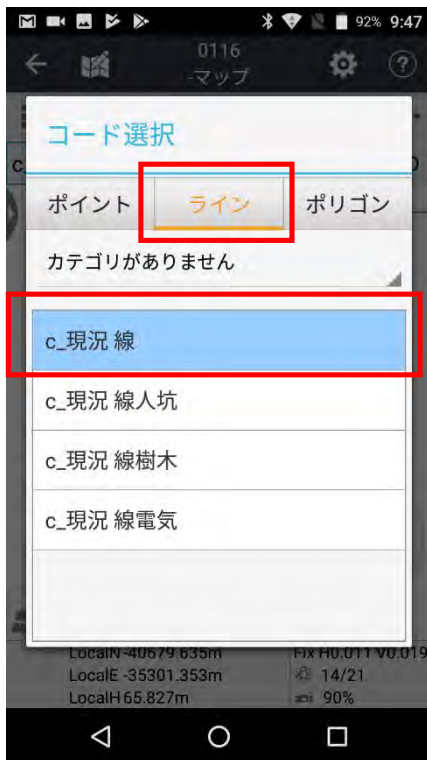 92% 9:47
0116
-マップ
コード選択
ポイント ライン ポリゴン
カテゴリがありません
c_現況 線
c_現況 線人坑
c_現況 線樹木
c_現況 線電気
LocalN -40679.635m Fix H0.011 V0.019
LocalE -35301.353m 14/21
LocalH 65.827m 90%